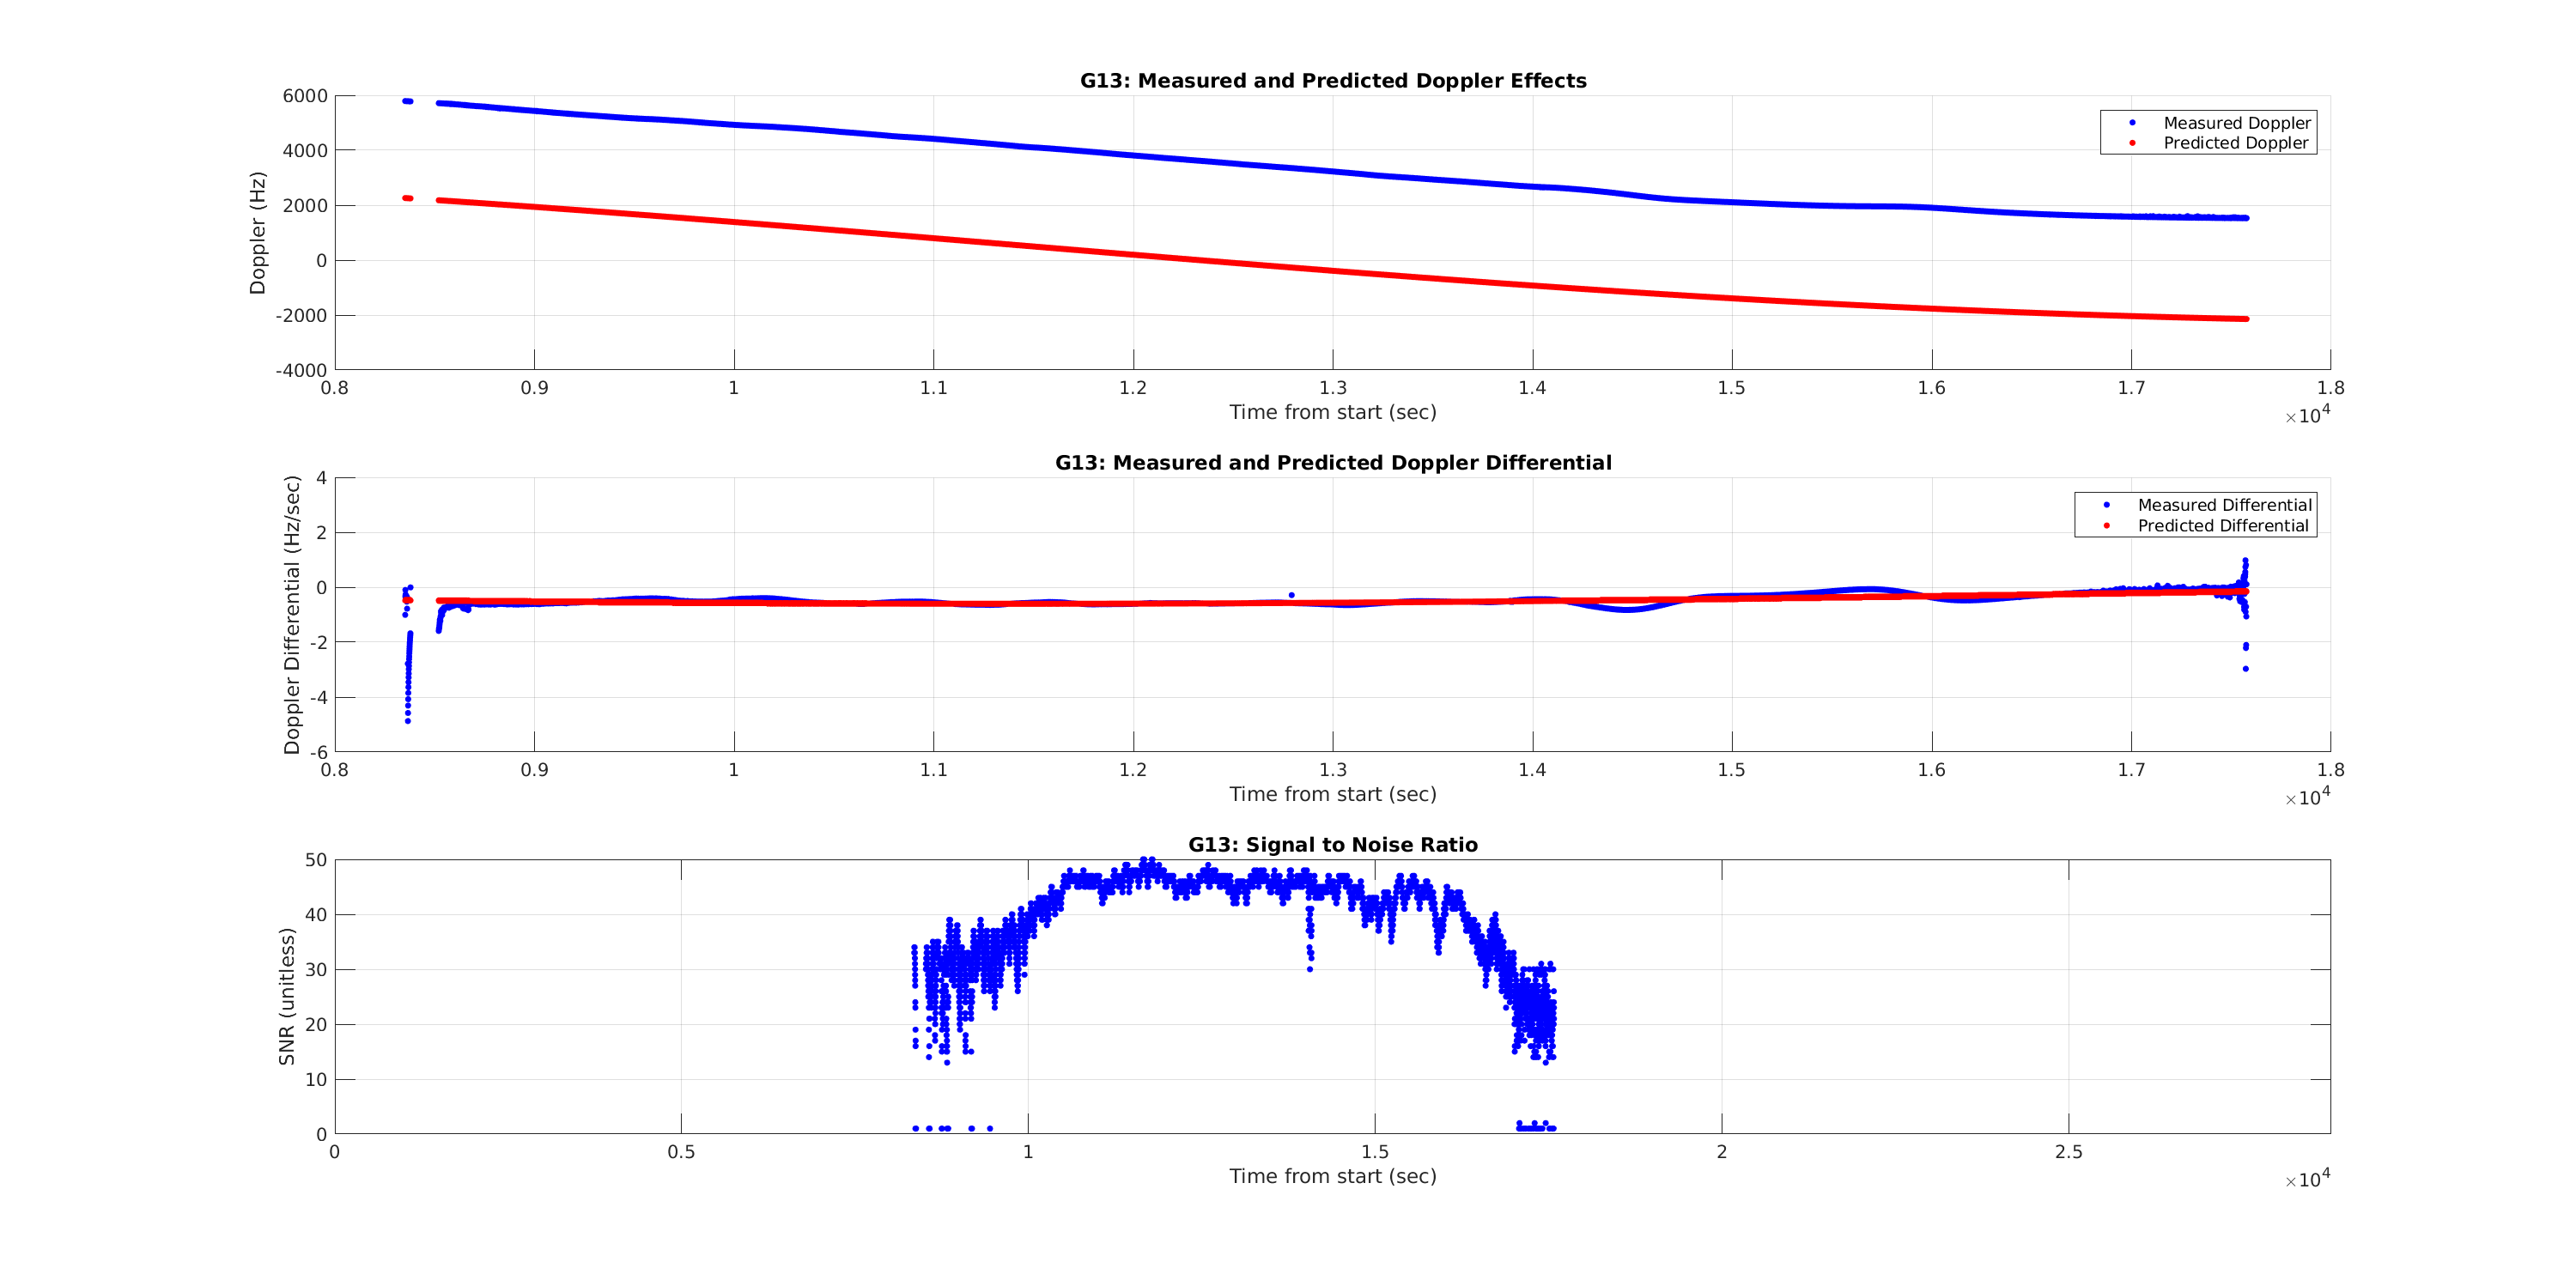 G13: Measured and Predicted Doppler Effects
Doppler (Hz)
6000
4000
2000
0
-2000
-4000
Measured Doppler
Predicted Doppler
0.8 0.9 1 1.1 1.2 1.3 1.4 1.5 1.6 1.7 1.8
Time from start (sec)
×10⁴
G13: Measured and Predicted Doppler Differential
Doppler Differential (Hz/sec)
4
2
0
-2
-4
-6
Measured Differential
Predicted Differential
0.8 0.9 1 1.1 1.2 1.3 1.4 1.5 1.6 1.7 1.8
Time from start (sec)
×10⁴
G13: Signal to Noise Ratio
SNR (unitless)
50
40
30
20
10
0
0 0.5 1 1.5 2 2.5
Time from start (sec)
×10⁴